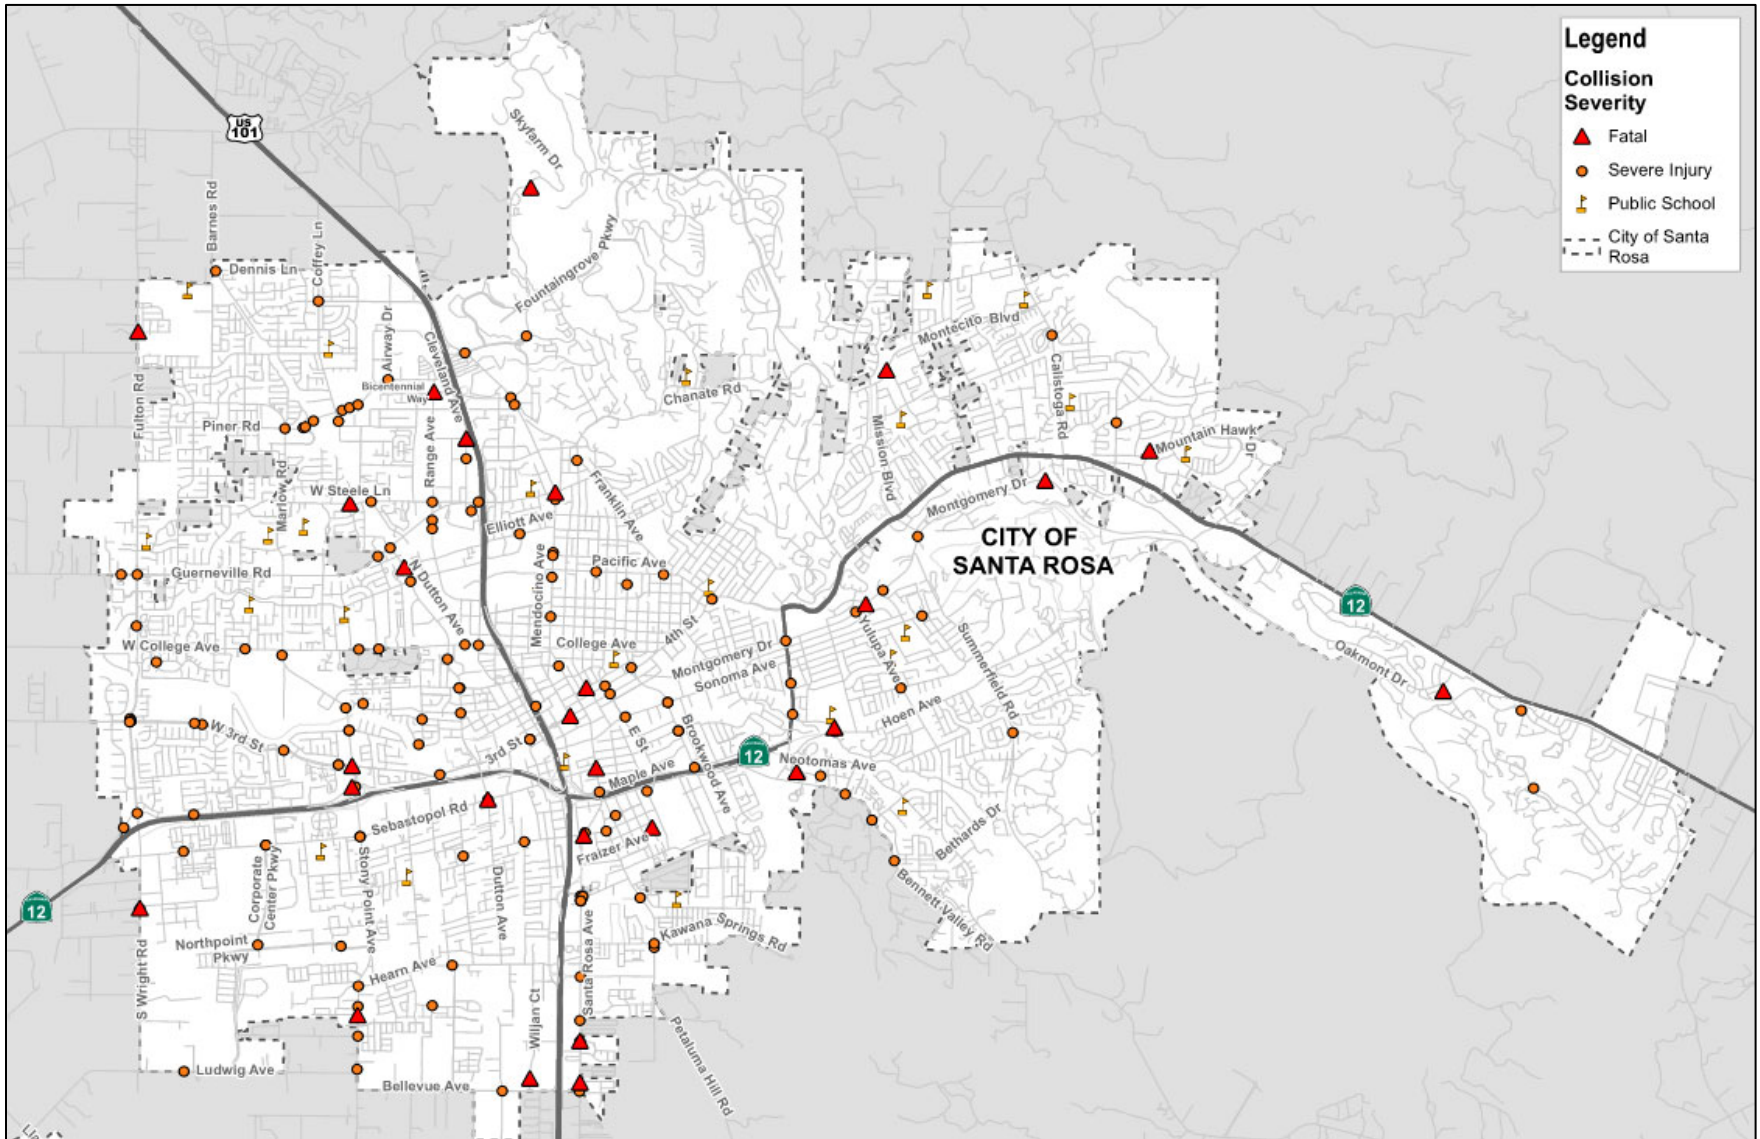 Legend
Collision
Severity
Fatal
Severe Injury
Public School
City of Santa
Rosa
US
101
Skyfarm Dr
Barnes Rd
Coffey Ln
Dennis Ln
Fountaingrove Pkwy
Airway Dr
Cleveland Ave
Montecito Blvd
Bicentennial
Way
Chanate Rd
Calistoga Rd
Fulton Rd
Piner Rd
Range Ave
Mission Blvd
Mountain Hawk
Dr
Marlow Rd
W Steele Ln
Franklin Ave
Montgomery Dr
Elliott Ave
CITY OF
SANTA ROSA
Mendocino Ave
Pacific Ave
Guerneville Rd
N Dutton Ave
12
W College Ave
College Ave
4th St
Yulupa Ave
Summerfield Rd
Montgomery Dr
Sonoma Ave
Oakmont Dr
Hoen Ave
W 3rd St
3rd St
E St
Brookwood Ave
12
Neotomas Ave
Maple Ave
Sebastopol Rd
Fraizer Ave
Bethards Dr
Corporate
Center Pkwy
Stony Point Ave
Dutton Ave
Bennett Valley Rd
12
Santa Rosa Ave
Kawana Springs Rd
Northpoint
Pkwy
S Wright Rd
Hearn Ave
Wiljan Ct
Petaluma Hill Rd
Ludwig Ave
Bellevue Ave